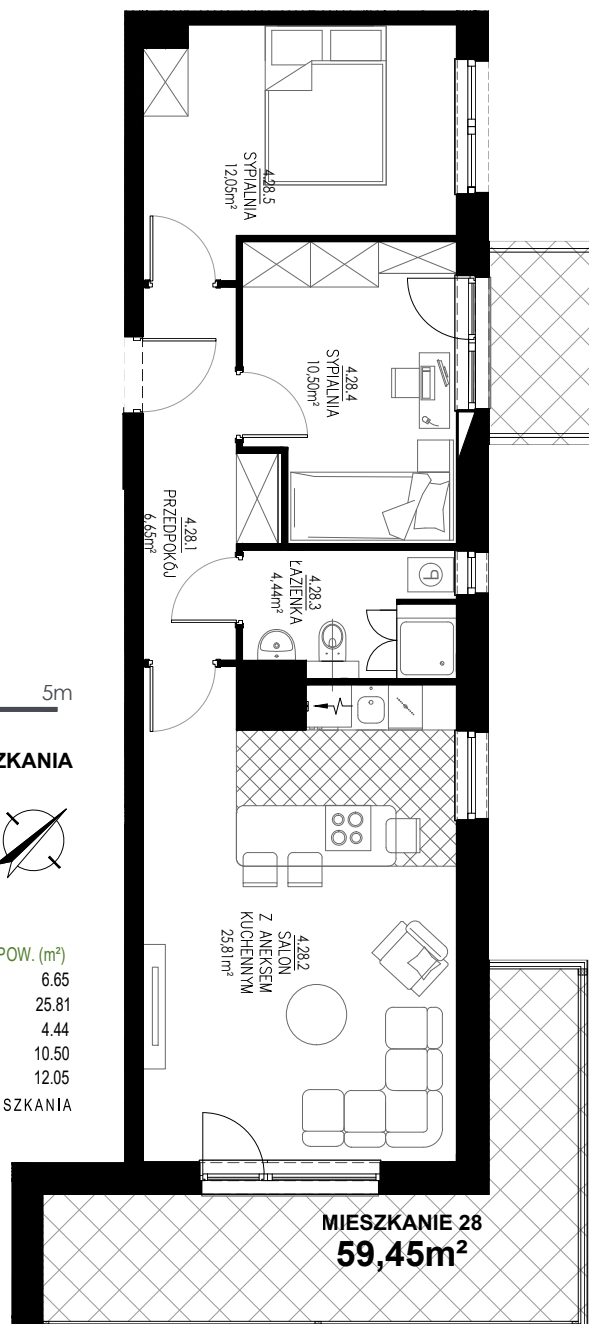 4.28.5
SYPIALNIA
12,05m²
4.28.4
SYPIALNIA
10,50m²
4.28.1
PRZEDPOKÓJ
6,65m²
4.28.3
ŁAZIENKA
4,44m²
5m
ZKANIA
POW. (m²)
6.65
25.81
4.44
10.50
12.05
SZKANIA
4.28.2
SALON
Z ANEKSEM
KUCHENNYM
25,81m²
MIESZKANIE 28
59,45m²